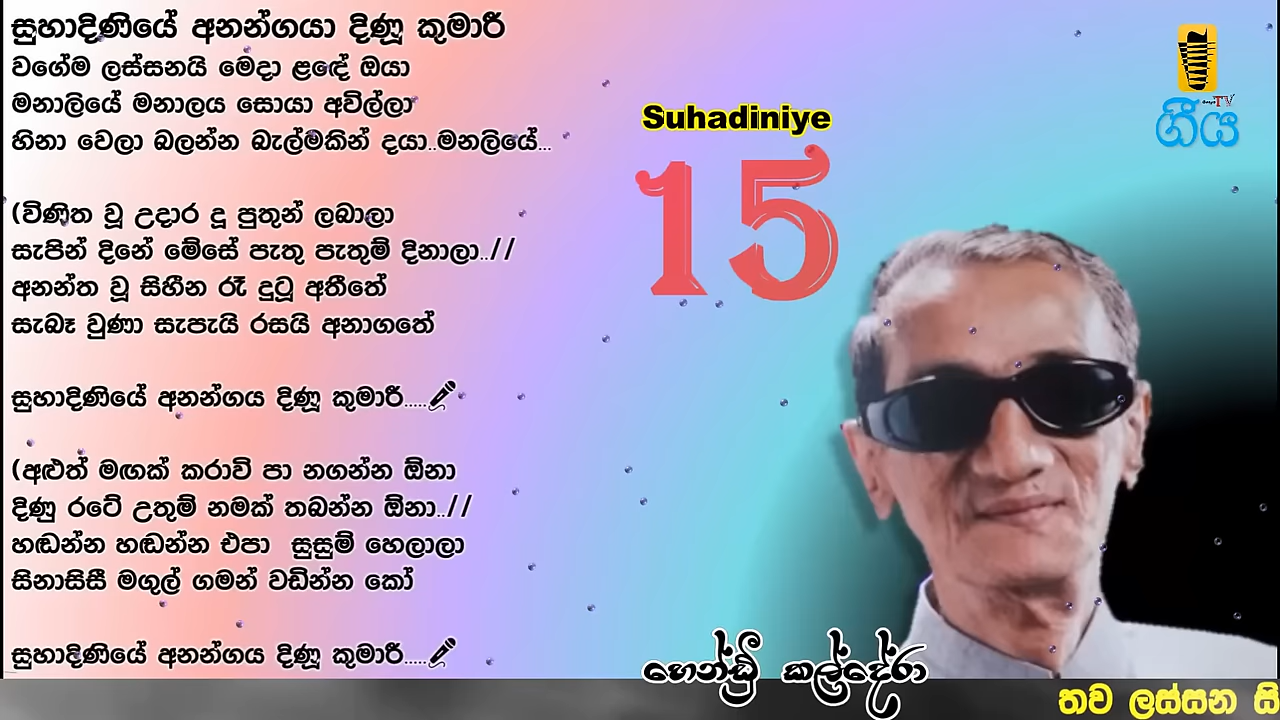 සුහාදිණියේ අනන්ගයා දිණූ කුමාරී
වගේම ලස්සනයි මෙදා ළඳේ ඔයා
මනාලියේ මනාලය සොයා අවිල්ලා
හිනා වෙලා බලන්න බැල්මකින් දයා..මනලියේ...
(විණිත වූ උදාර දූ පුතුන් ලබාලා
සැපින් දිනේ මේසේ පැතු පැතුම් දිනාලා..//
අනන්ත වූ සිහීන රෑ දුටූ අතීතේ
සැබෑ වුණා සැපැයි රසයි අනාගතේ
සුහාදිණියේ අනන්ගය දිණූ කුමාරී.....
(අළුත් මඟක් කරාවි පා නගන්න ඕනා
දිණු රටේ උතුම් නමක් තබන්න ඕනා..//
හඬන්න හඬන්න එපා සුසුම් හෙලාලා
සිනාසිසී මගුල් ගමන් වඩින්න කෝ
සුහාදිණියේ අනන්ගය දිණූ කුමාරී.....
Suhadiniye
15
TV
ගීය
හෙන්ඩ්‍රි කල්දේරා
තව ලස්සන සි